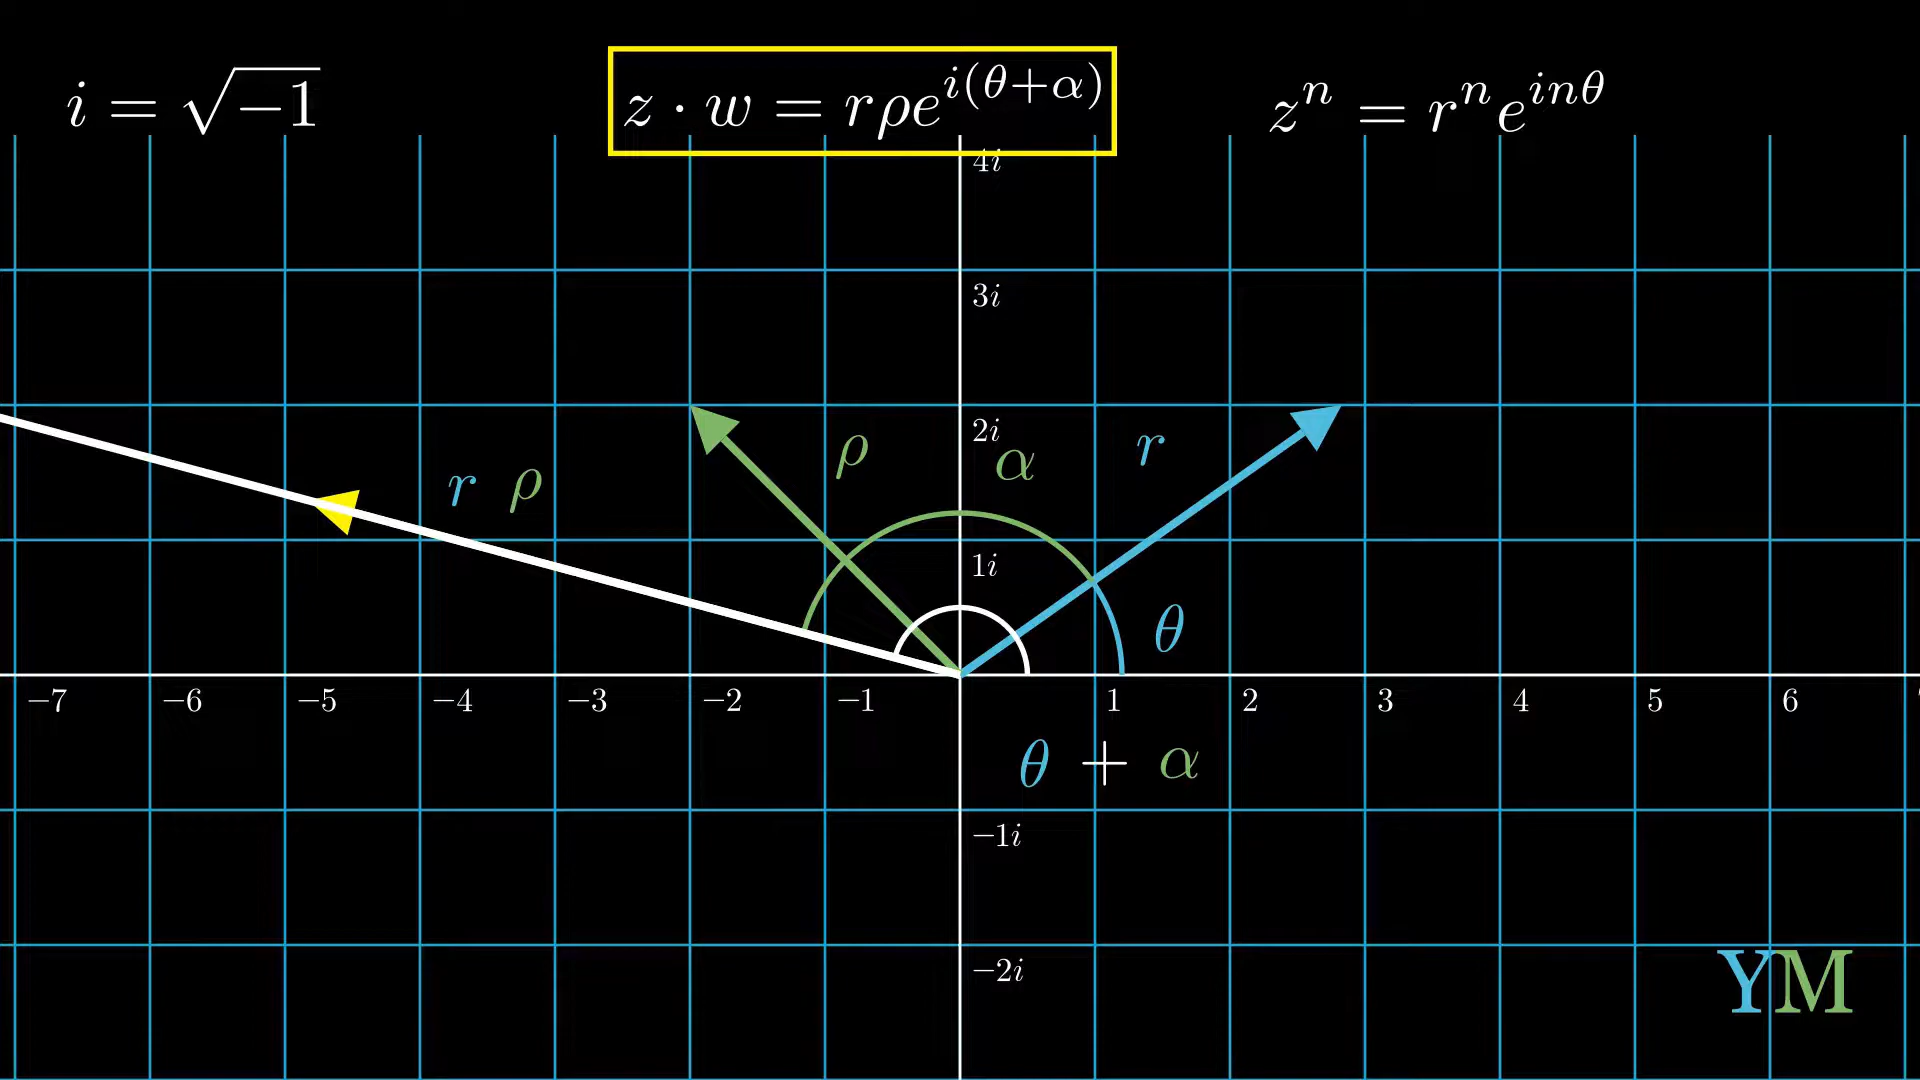 i = √−1
z · w = rρe^{i(θ+α)}
z^n = r^n e^{inθ}
4i
3i
2i
1i
r ρ
ρ
α
r
θ
−7 −6 −5 −4 −3 −2 −1 1 2 3 4 5 6
θ + α
−1i
−2i
YM